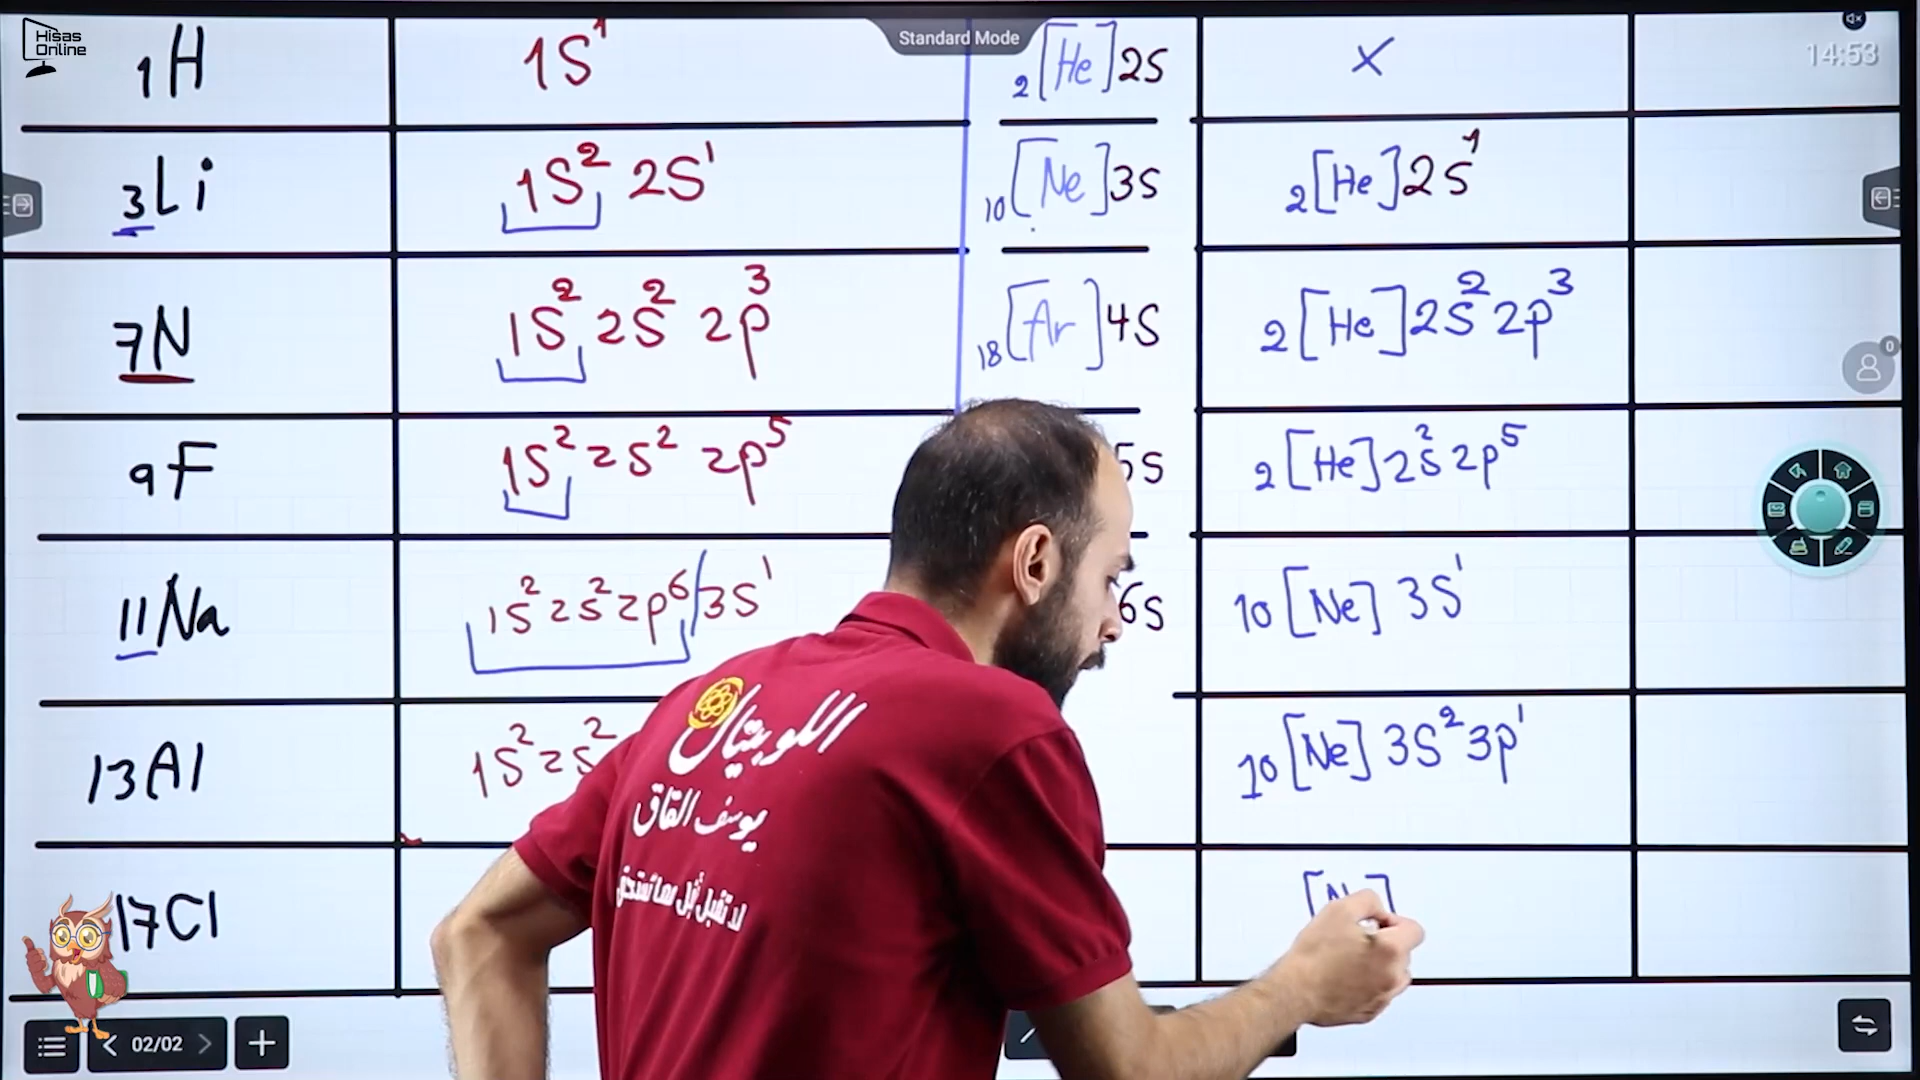 Hisas
Online
Standard Mode
14:53
₁H 1S¹ ₂[He]2S X
₃Li 1S² 2S¹ ₁₀[Ne]3S ₂[He]2S¹
₇N 1S² 2S² 2p³ ₁₈[Ar]4S ₂[He]2S² 2p³
0
₉F 1S² 2S² 2p⁵ 5S ₂[He]2S² 2p⁵
₁₁Na 1S² 2S² 2p⁶/3S¹ 6S ₁₀[Ne] 3S¹
₁₃Al 1S² 2S² ₁₀[Ne] 3S² 3p¹
₁₇Cl
اللوبيتال
يوسف القاق
لا تقبل أقل مما تستحق
02/02